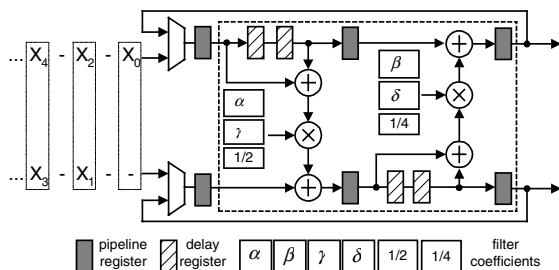 ... X4 - X2 - X0
α
γ
1/2
β
δ
1/4
... X3 - X1 - -
pipeline register
delay register
α β γ δ 1/2 1/4
filter coefficients